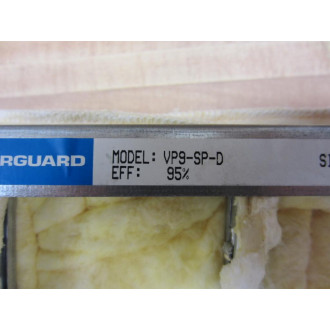 RGUARD
MODEL: VP9-SP-D
EFF: 95%